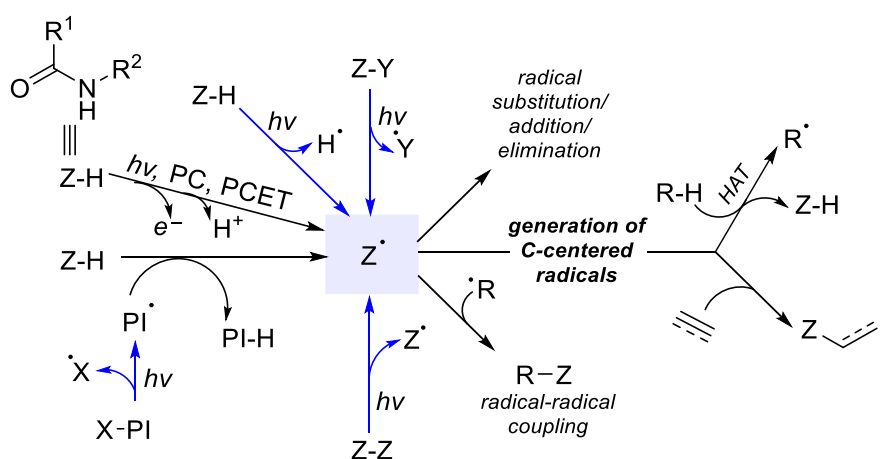 R¹
O
N
H
R²
Z-H
hν, PC, PCET
e⁻
H⁺
Z-H
hν
H•
Z-Y
hν
•Y
Z-H
PI•
PI-H
•X
hν
X-PI
Z•
Z•
hν
Z-Z
radical
substitution/
addition/
elimination
generation of
C-centered
radicals
•R
R–Z
radical-radical
coupling
R•
R-H
HAT
Z-H
Z